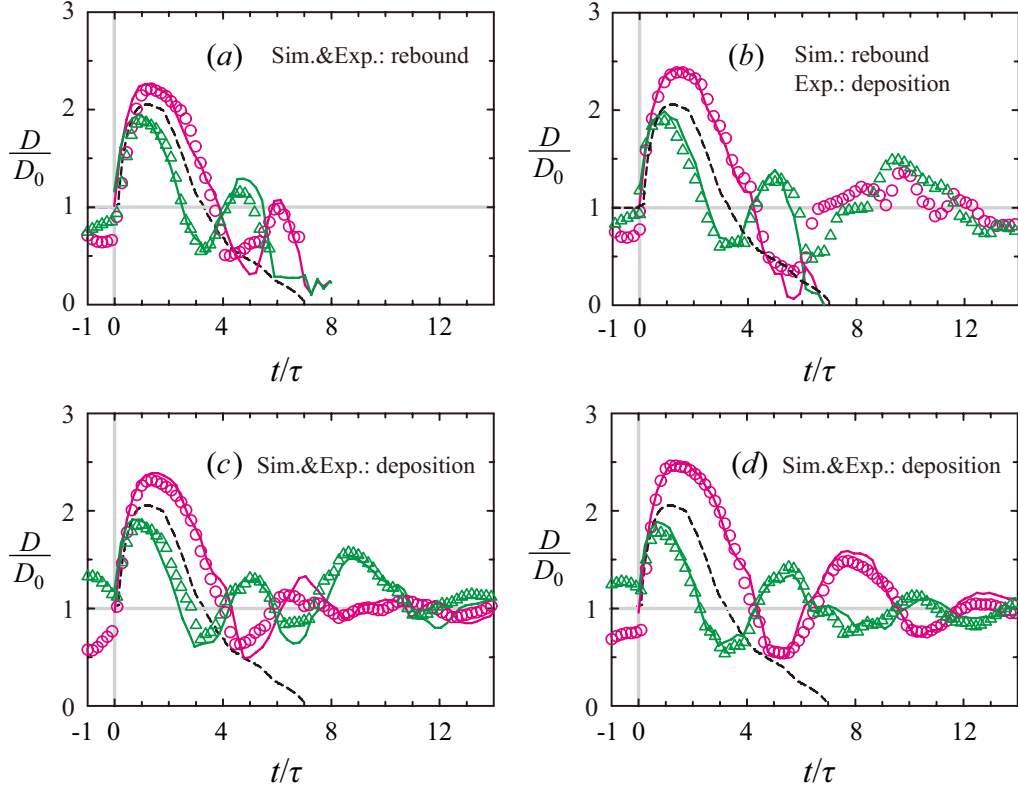 3
(a) Sim.&Exp.: rebound
2
D
D0
1
0
-1 0 4 8 12
t/τ
3
(b) Sim.: rebound
Exp.: deposition
2
D
D0
1
0
-1 0 4 8 12
t/τ
3
(c) Sim.&Exp.: deposition
2
D
D0
1
0
-1 0 4 8 12
t/τ
3
(d) Sim.&Exp.: deposition
2
D
D0
1
0
-1 0 4 8 12
t/τ